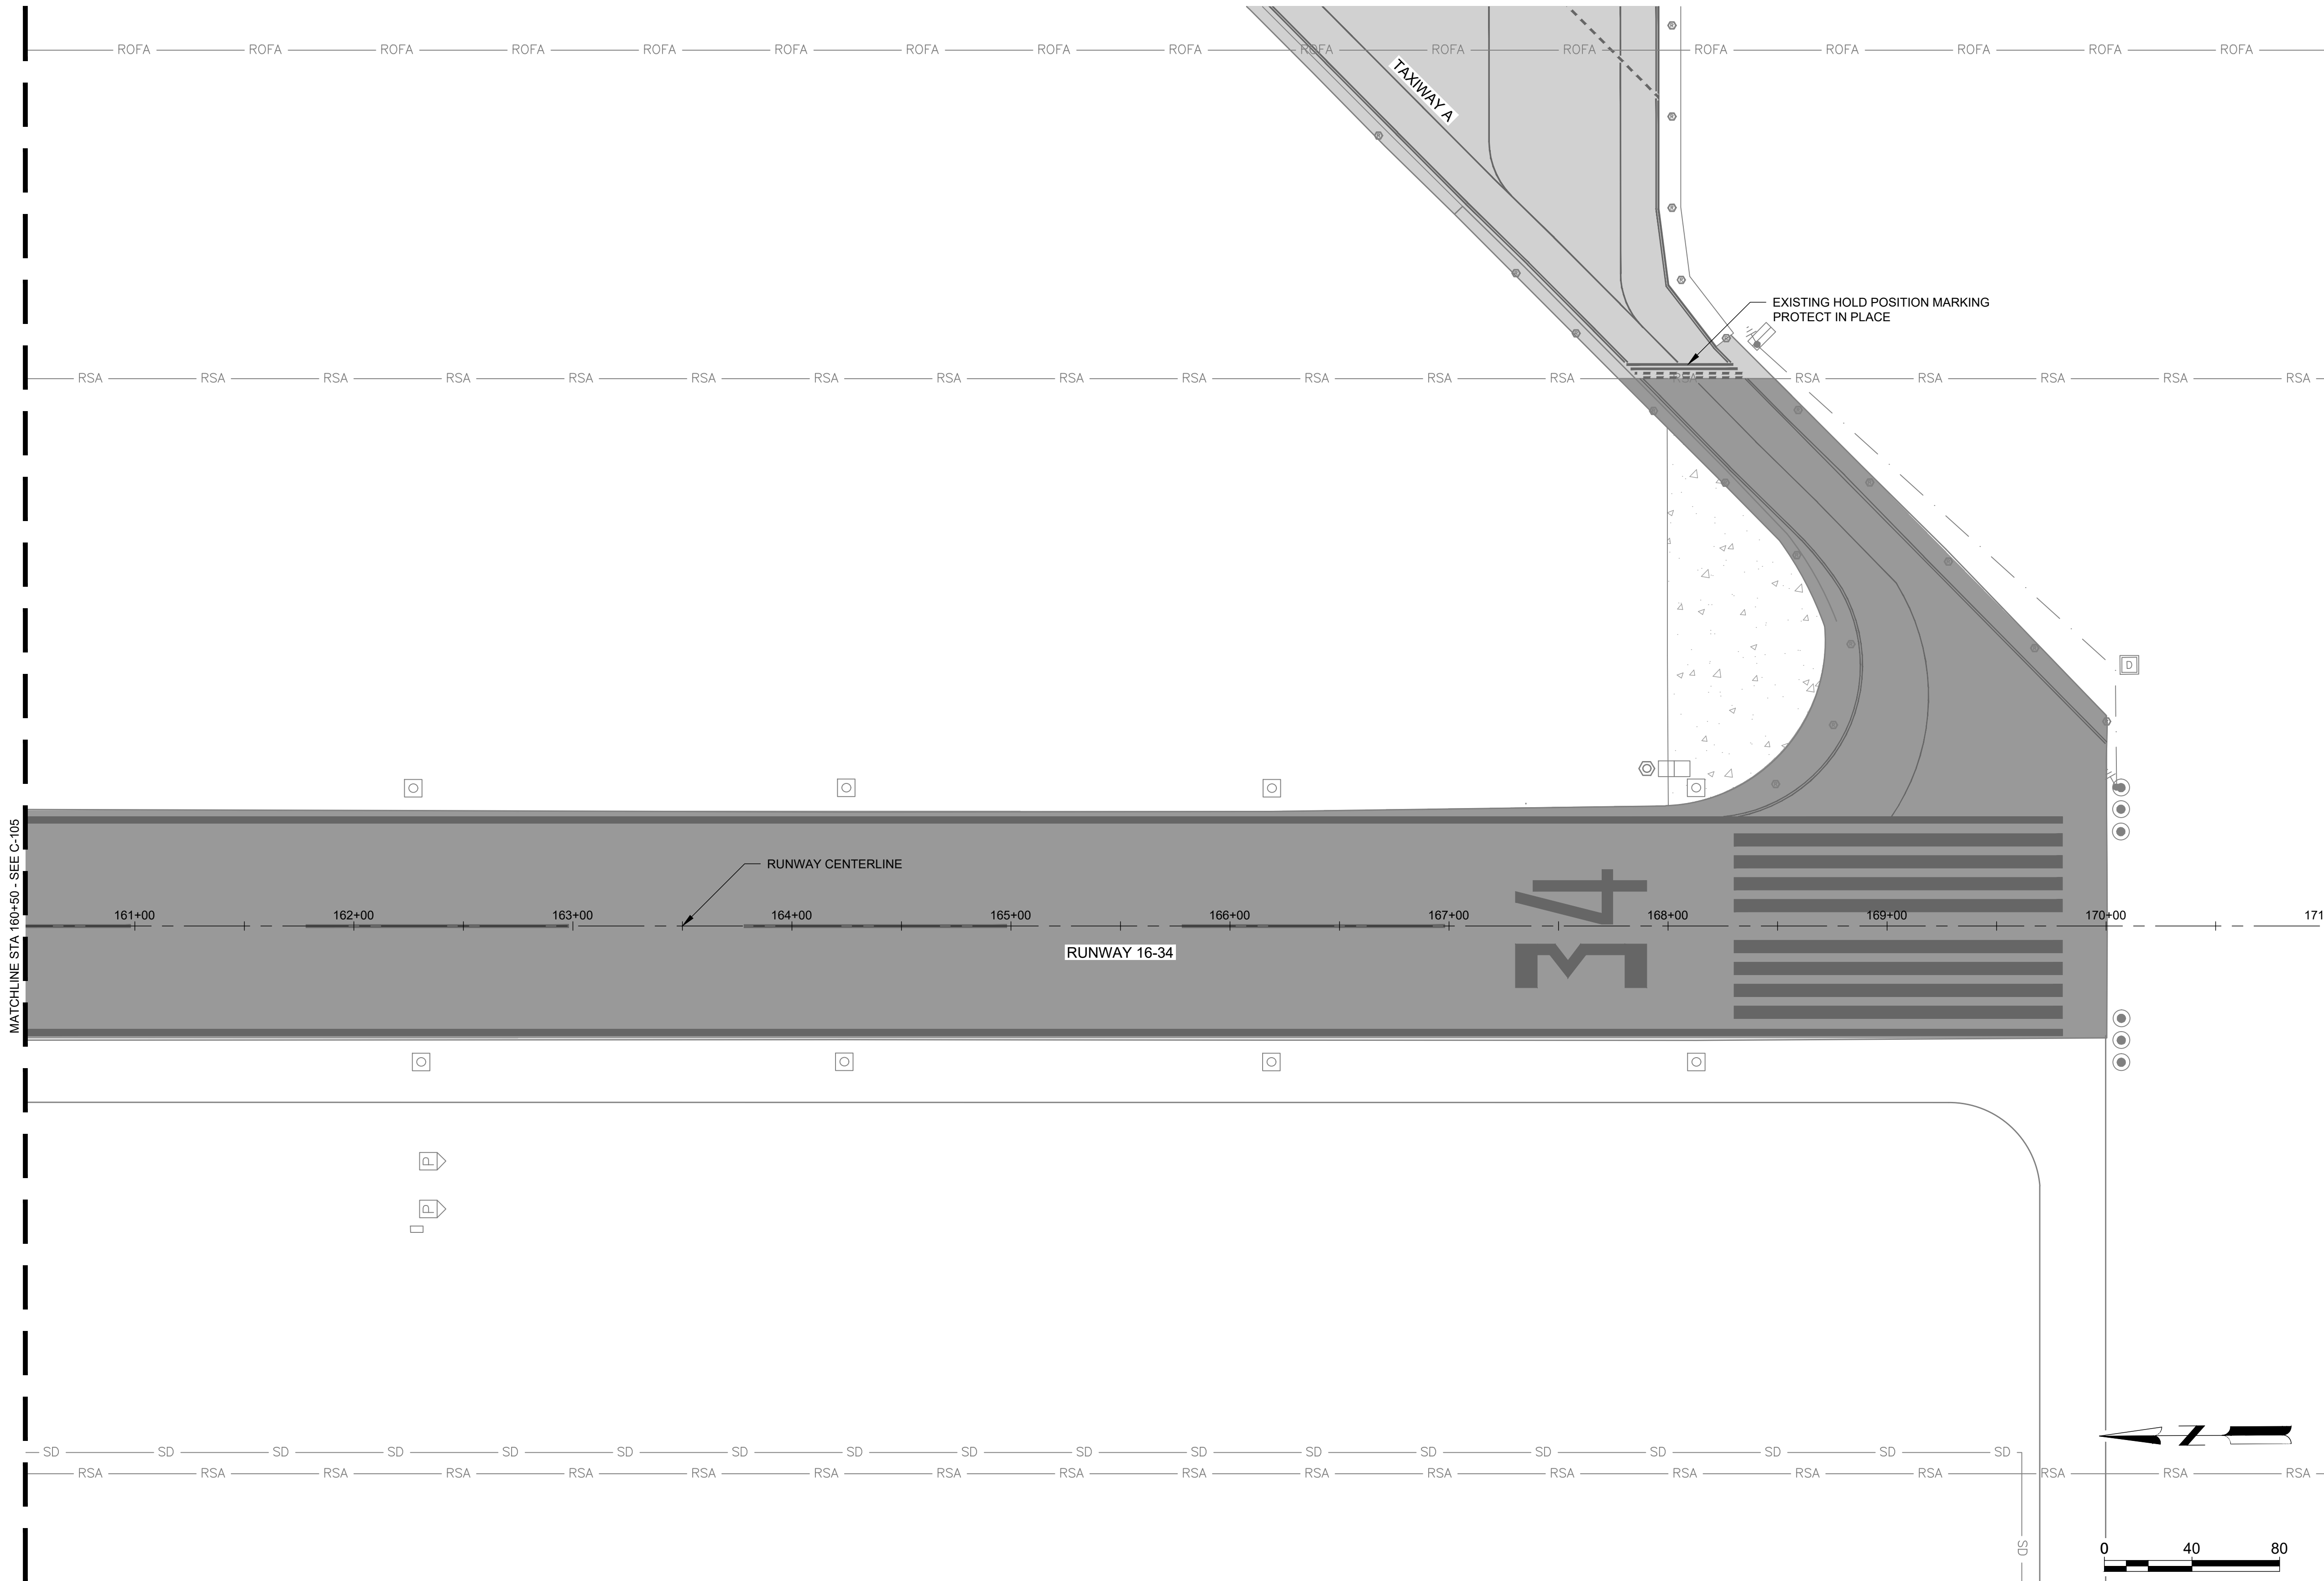 ROFA ROFA ROFA ROFA ROFA ROFA ROFA ROFA ROFA ROFA ROFA ROFA ROFA ROFA ROFA ROFA ROFA
TAXIWAY A
EXISTING HOLD POSITION MARKING
PROTECT IN PLACE
RSA RSA RSA RSA RSA RSA RSA RSA RSA RSA RSA RSA RSA RSA RSA RSA RSA RSA RSA
D
MATCHLINE STA 160+50 - SEE C-105
RUNWAY CENTERLINE
161+00 162+00 163+00 164+00 165+00 166+00 167+00 168+00 169+00 170+00 171
RUNWAY 16-34
34
P
P
SD SD SD SD SD SD SD SD SD SD SD SD SD SD SD SD SD SD
RSA RSA RSA RSA RSA RSA RSA RSA RSA RSA RSA RSA RSA RSA RSA RSA RSA RSA RSA
Z
SD
0 40 80